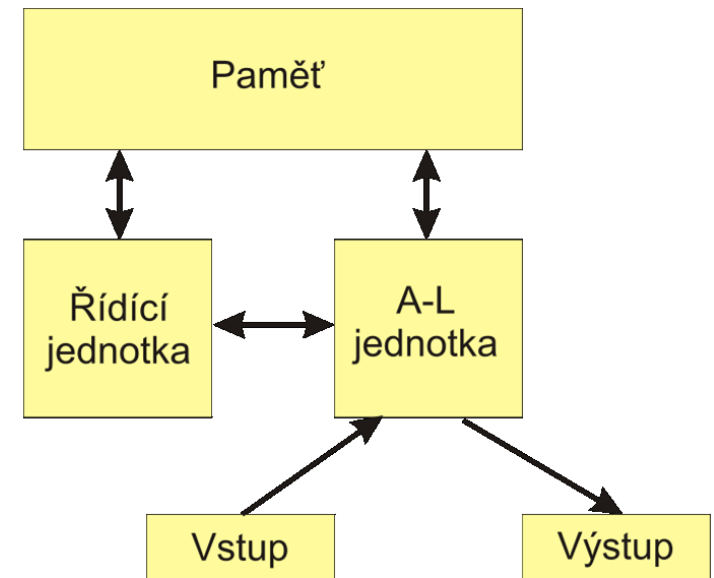 Paměť
Řídící
jednotka
A-L
jednotka
Vstup
Výstup